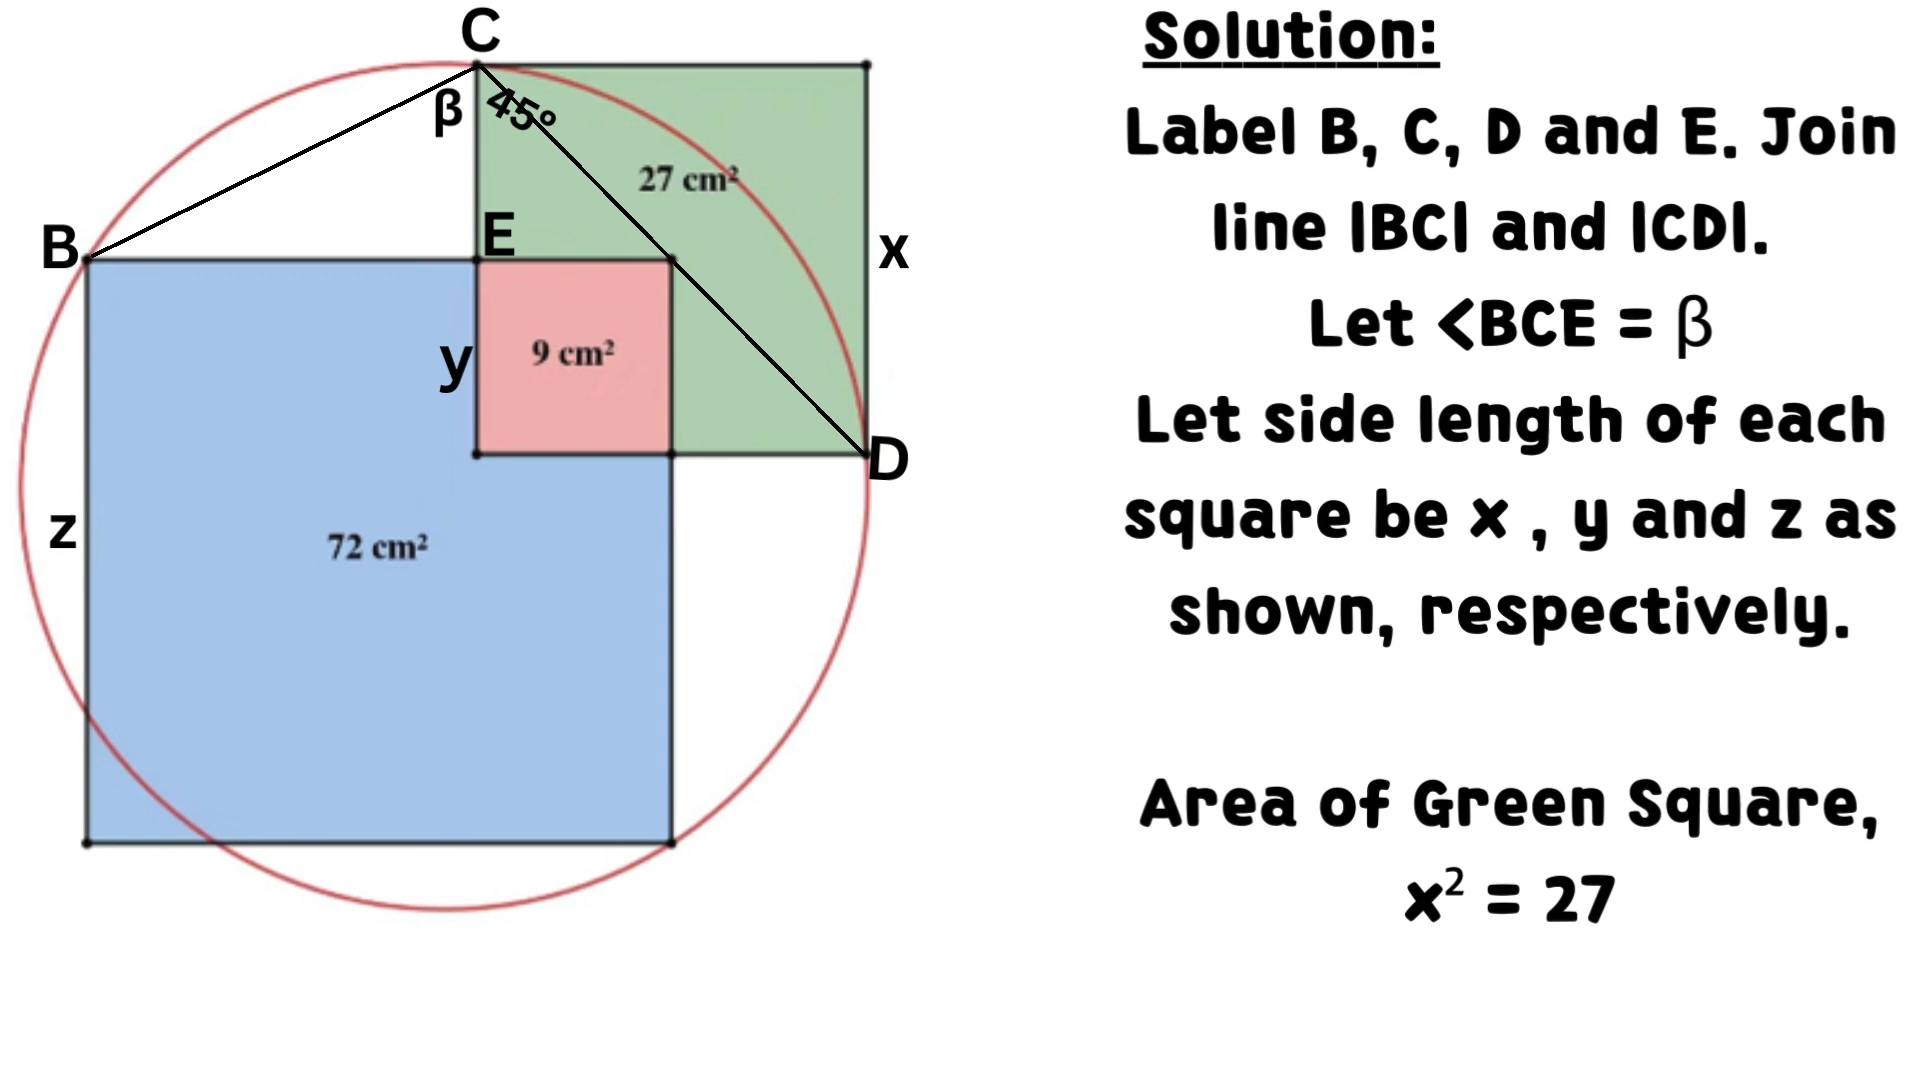 C
β
45°
27 cm²
B
E
x
y
9 cm²
D
z
72 cm²
Solution:
Label B, C, D and E. Join
line |BC| and |CD|.
Let <BCE = β
Let side length of each
square be x , y and z as
shown, respectively.
Area of Green Square,
x² = 27